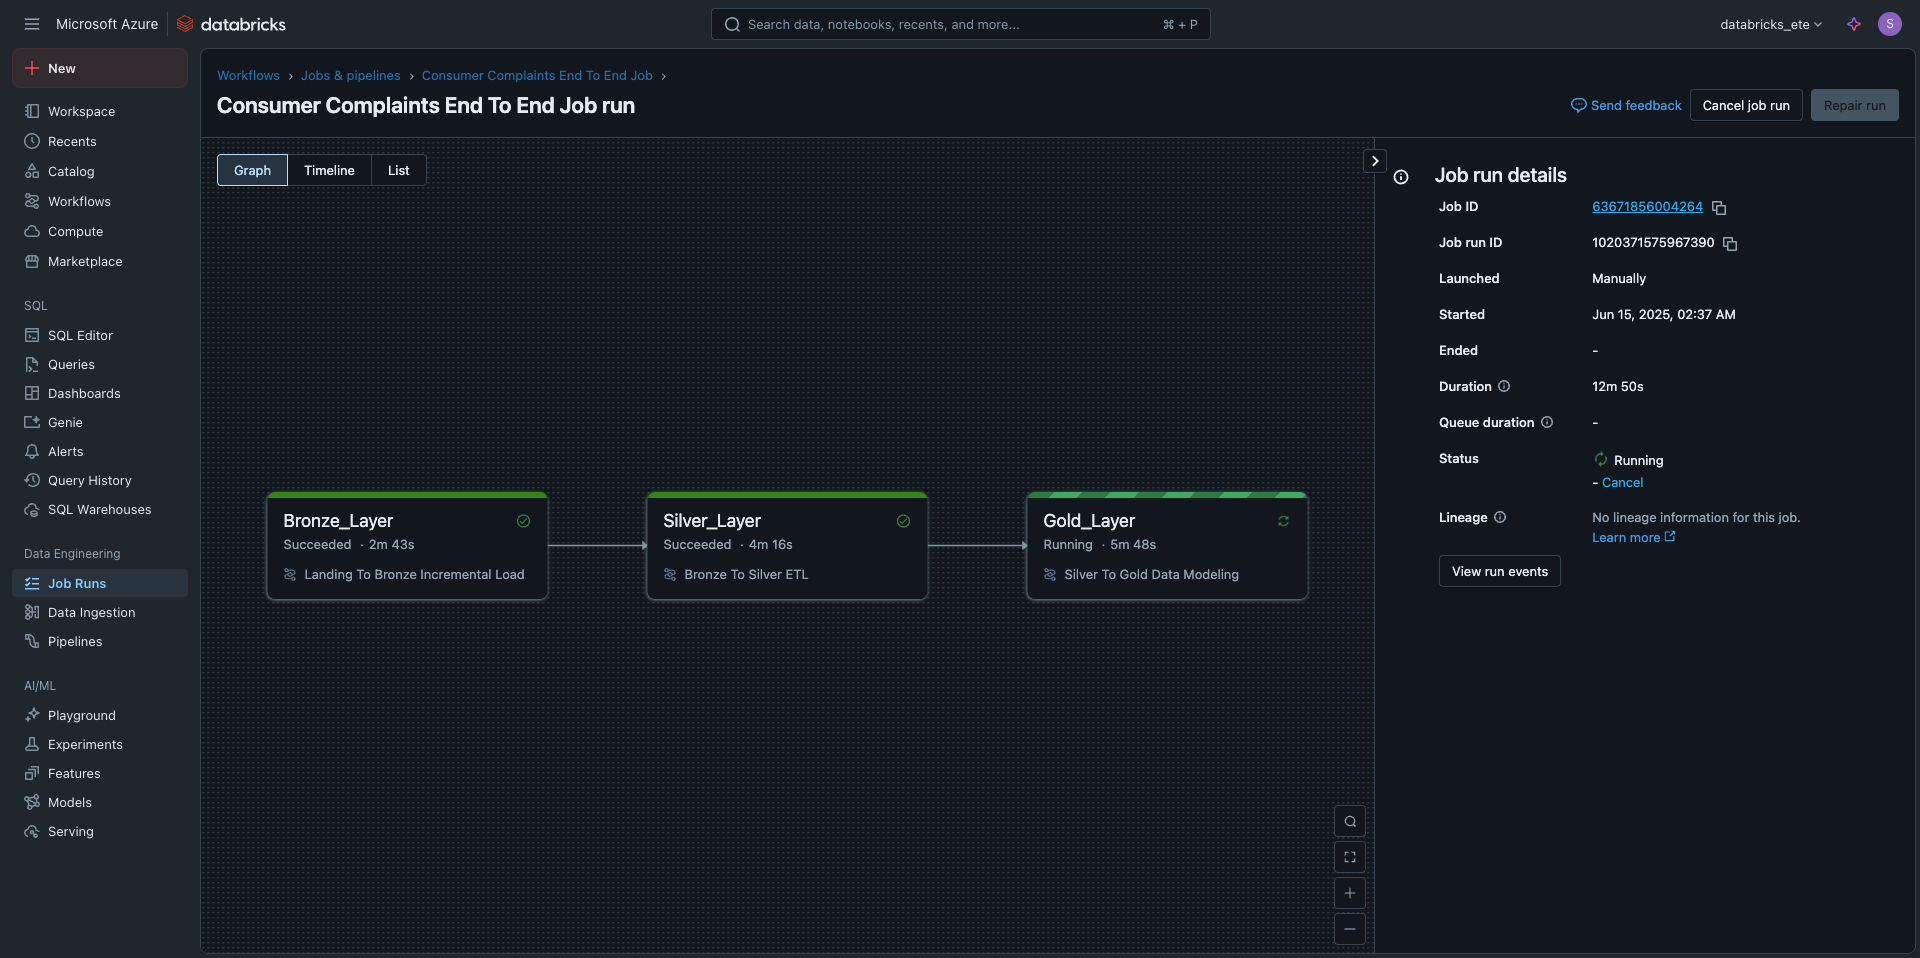 Microsoft Azure databricks
Search data, notebooks, recents, and more... ⌘ + P
databricks_ete
S
New
Workspace
Recents
Catalog
Workflows
Compute
Marketplace
SQL
SQL Editor
Queries
Dashboards
Genie
Alerts
Query History
SQL Warehouses
Data Engineering
Job Runs
Data Ingestion
Pipelines
AI/ML
Playground
Experiments
Features
Models
Serving
Workflows › Jobs & pipelines › Consumer Complaints End To End Job ›
Consumer Complaints End To End Job run
Send feedback
Cancel job run
Repair run
Graph Timeline List
Bronze_Layer
Succeeded · 2m 43s
Landing To Bronze Incremental Load
Silver_Layer
Succeeded · 4m 16s
Bronze To Silver ETL
Gold_Layer
Running · 5m 48s
Silver To Gold Data Modeling
Job run details
Job ID 63671856004264
Job run ID 1020371575967390
Launched Manually
Started Jun 15, 2025, 02:37 AM
Ended -
Duration 12m 50s
Queue duration -
Status Running
- Cancel
Lineage No lineage information for this job.
Learn more
View run events